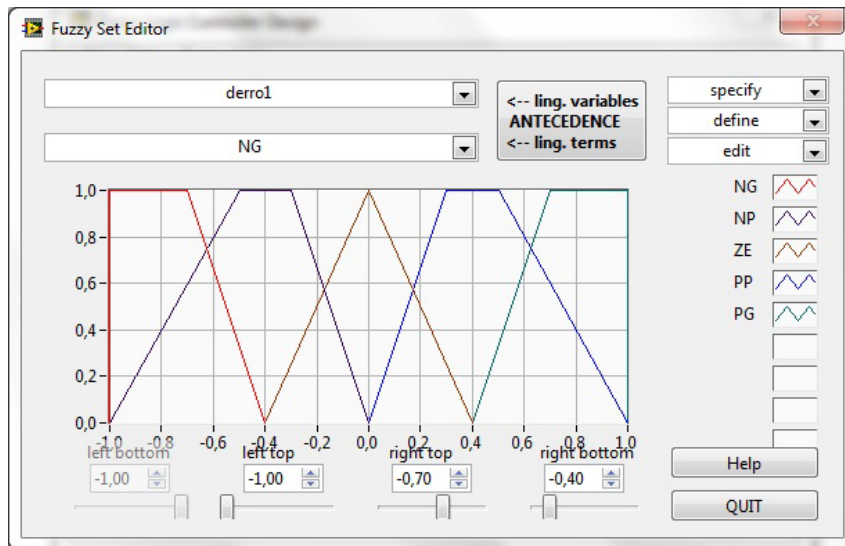 Fuzzy Set Editor
derro1
NG
<-- ling. variables
ANTECEDENCE
<-- ling. terms
specify
define
edit
NG
NP
ZE
PP
PG
1,0
0,8
0,6
0,4
0,2
0,0
-1,0 -0,8 -0,6 -0,4 -0,2 0,0 0,2 0,4 0,6 0,8 1,0
left bottom left top right top right bottom
-1,00 -1,00 -0,70 -0,40
Help
QUIT